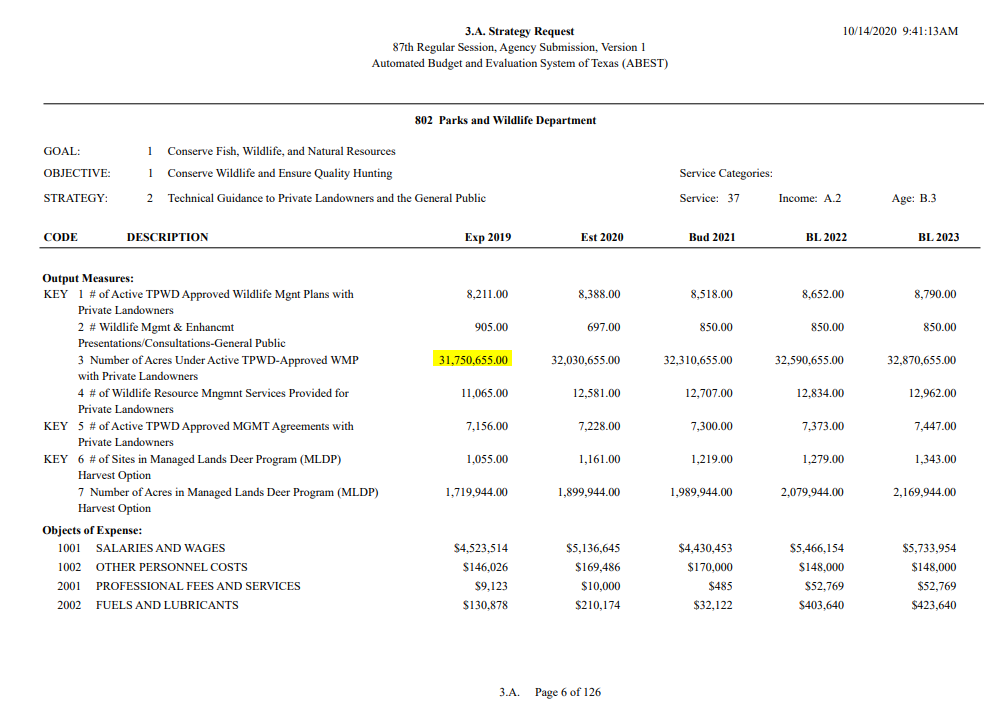 3.A. Strategy Request
10/14/2020 9:41:13AM
87th Regular Session, Agency Submission, Version 1
Automated Budget and Evaluation System of Texas (ABEST)
802 Parks and Wildlife Department
GOAL: 1 Conserve Fish, Wildlife, and Natural Resources
OBJECTIVE: 1 Conserve Wildlife and Ensure Quality Hunting Service Categories:
STRATEGY: 2 Technical Guidance to Private Landowners and the General Public Service: 37 Income: A.2 Age: B.3
CODE DESCRIPTION Exp 2019 Est 2020 Bud 2021 BL 2022 BL 2023
Output Measures:
KEY 1 # of Active TPWD Approved Wildlife Mgnt Plans with 8,211.00 8,388.00 8,518.00 8,652.00 8,790.00
Private Landowners
2 # Wildlife Mgmt & Enhancmt 905.00 697.00 850.00 850.00 850.00
Presentations/Consultations-General Public
3 Number of Acres Under Active TPWD-Approved WMP 31,750,655.00 32,030,655.00 32,310,655.00 32,590,655.00 32,870,655.00
with Private Landowners
4 # of Wildlife Resource Mngmnt Services Provided for 11,065.00 12,581.00 12,707.00 12,834.00 12,962.00
Private Landowners
KEY 5 # of Active TPWD Approved MGMT Agreements with 7,156.00 7,228.00 7,300.00 7,373.00 7,447.00
Private Landowners
KEY 6 # of Sites in Managed Lands Deer Program (MLDP) 1,055.00 1,161.00 1,219.00 1,279.00 1,343.00
Harvest Option
7 Number of Acres in Managed Lands Deer Program (MLDP) 1,719,944.00 1,899,944.00 1,989,944.00 2,079,944.00 2,169,944.00
Harvest Option
Objects of Expense:
1001 SALARIES AND WAGES $4,523,514 $5,136,645 $4,430,453 $5,466,154 $5,733,954
1002 OTHER PERSONNEL COSTS $146,026 $169,486 $170,000 $148,000 $148,000
2001 PROFESSIONAL FEES AND SERVICES $9,123 $10,000 $485 $52,769 $52,769
2002 FUELS AND LUBRICANTS $130,878 $210,174 $32,122 $403,640 $423,640
3.A. Page 6 of 126